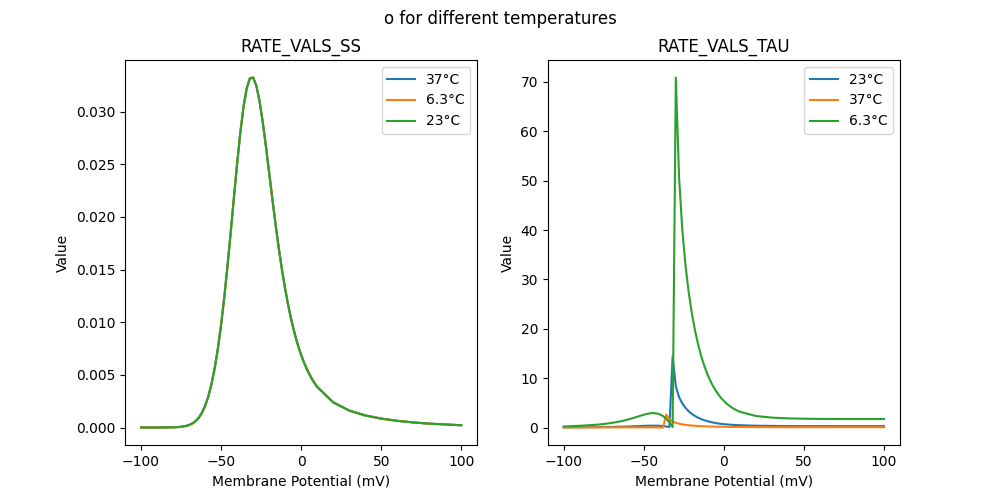 o for different temperatures
RATE_VALS_SS
RATE_VALS_TAU
37°C
6.3°C
23°C
23°C
37°C
6.3°C
Value
0.030
0.025
0.020
0.015
0.010
0.005
0.000
−100
−50
0
50
100
Membrane Potential (mV)
Value
70
60
50
40
30
20
10
0
−100
−50
0
50
100
Membrane Potential (mV)